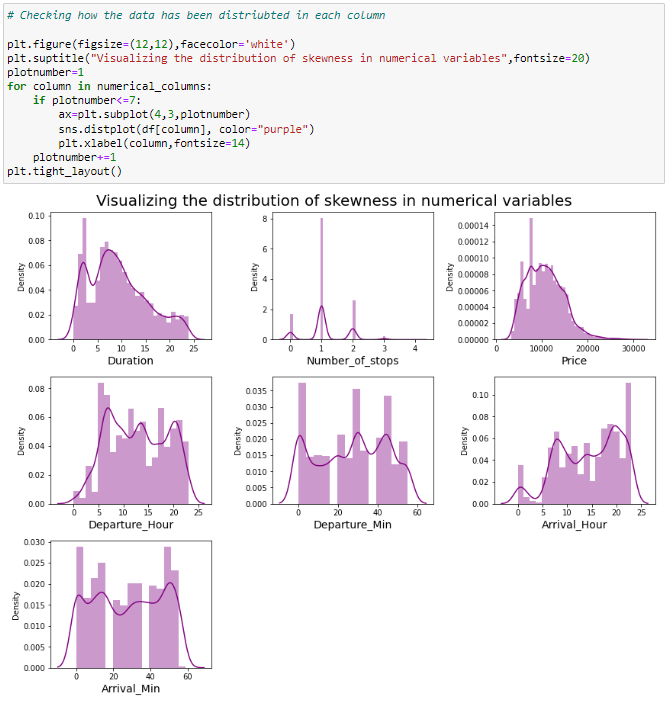 # Checking how the data has been distriubted in each column
plt.figure(figsize=(12,12),facecolor='white')
plt.suptitle("Visualizing the distribution of skewness in numerical variables",fontsize=20)
plotnumber=1
for column in numerical_columns:
    if plotnumber<=7:
        ax=plt.subplot(4,3,plotnumber)
        sns.distplot(df[column], color="purple")
        plt.xlabel(column,fontsize=14)
    plotnumber+=1
plt.tight_layout()
Visualizing the distribution of skewness in numerical variables
0.10
0.08
0.06
0.04
0.02
0.00
Density
0 5 10 15 20 25
Duration
8
6
4
2
0
Density
0 1 2 3 4
Number_of_stops
0.00014
0.00012
0.00010
0.00008
0.00006
0.00004
0.00002
0.00000
Density
0 10000 20000 30000
Price
0.08
0.06
0.04
0.02
0.00
Density
0 5 10 15 20 25
Departure_Hour
0.035
0.030
0.025
0.020
0.015
0.010
0.005
0.000
Density
0 20 40 60
Departure_Min
0.10
0.08
0.06
0.04
0.02
0.00
Density
0 5 10 15 20 25
Arrival_Hour
0.030
0.025
0.020
0.015
0.010
0.005
0.000
Density
0 20 40 60
Arrival_Min